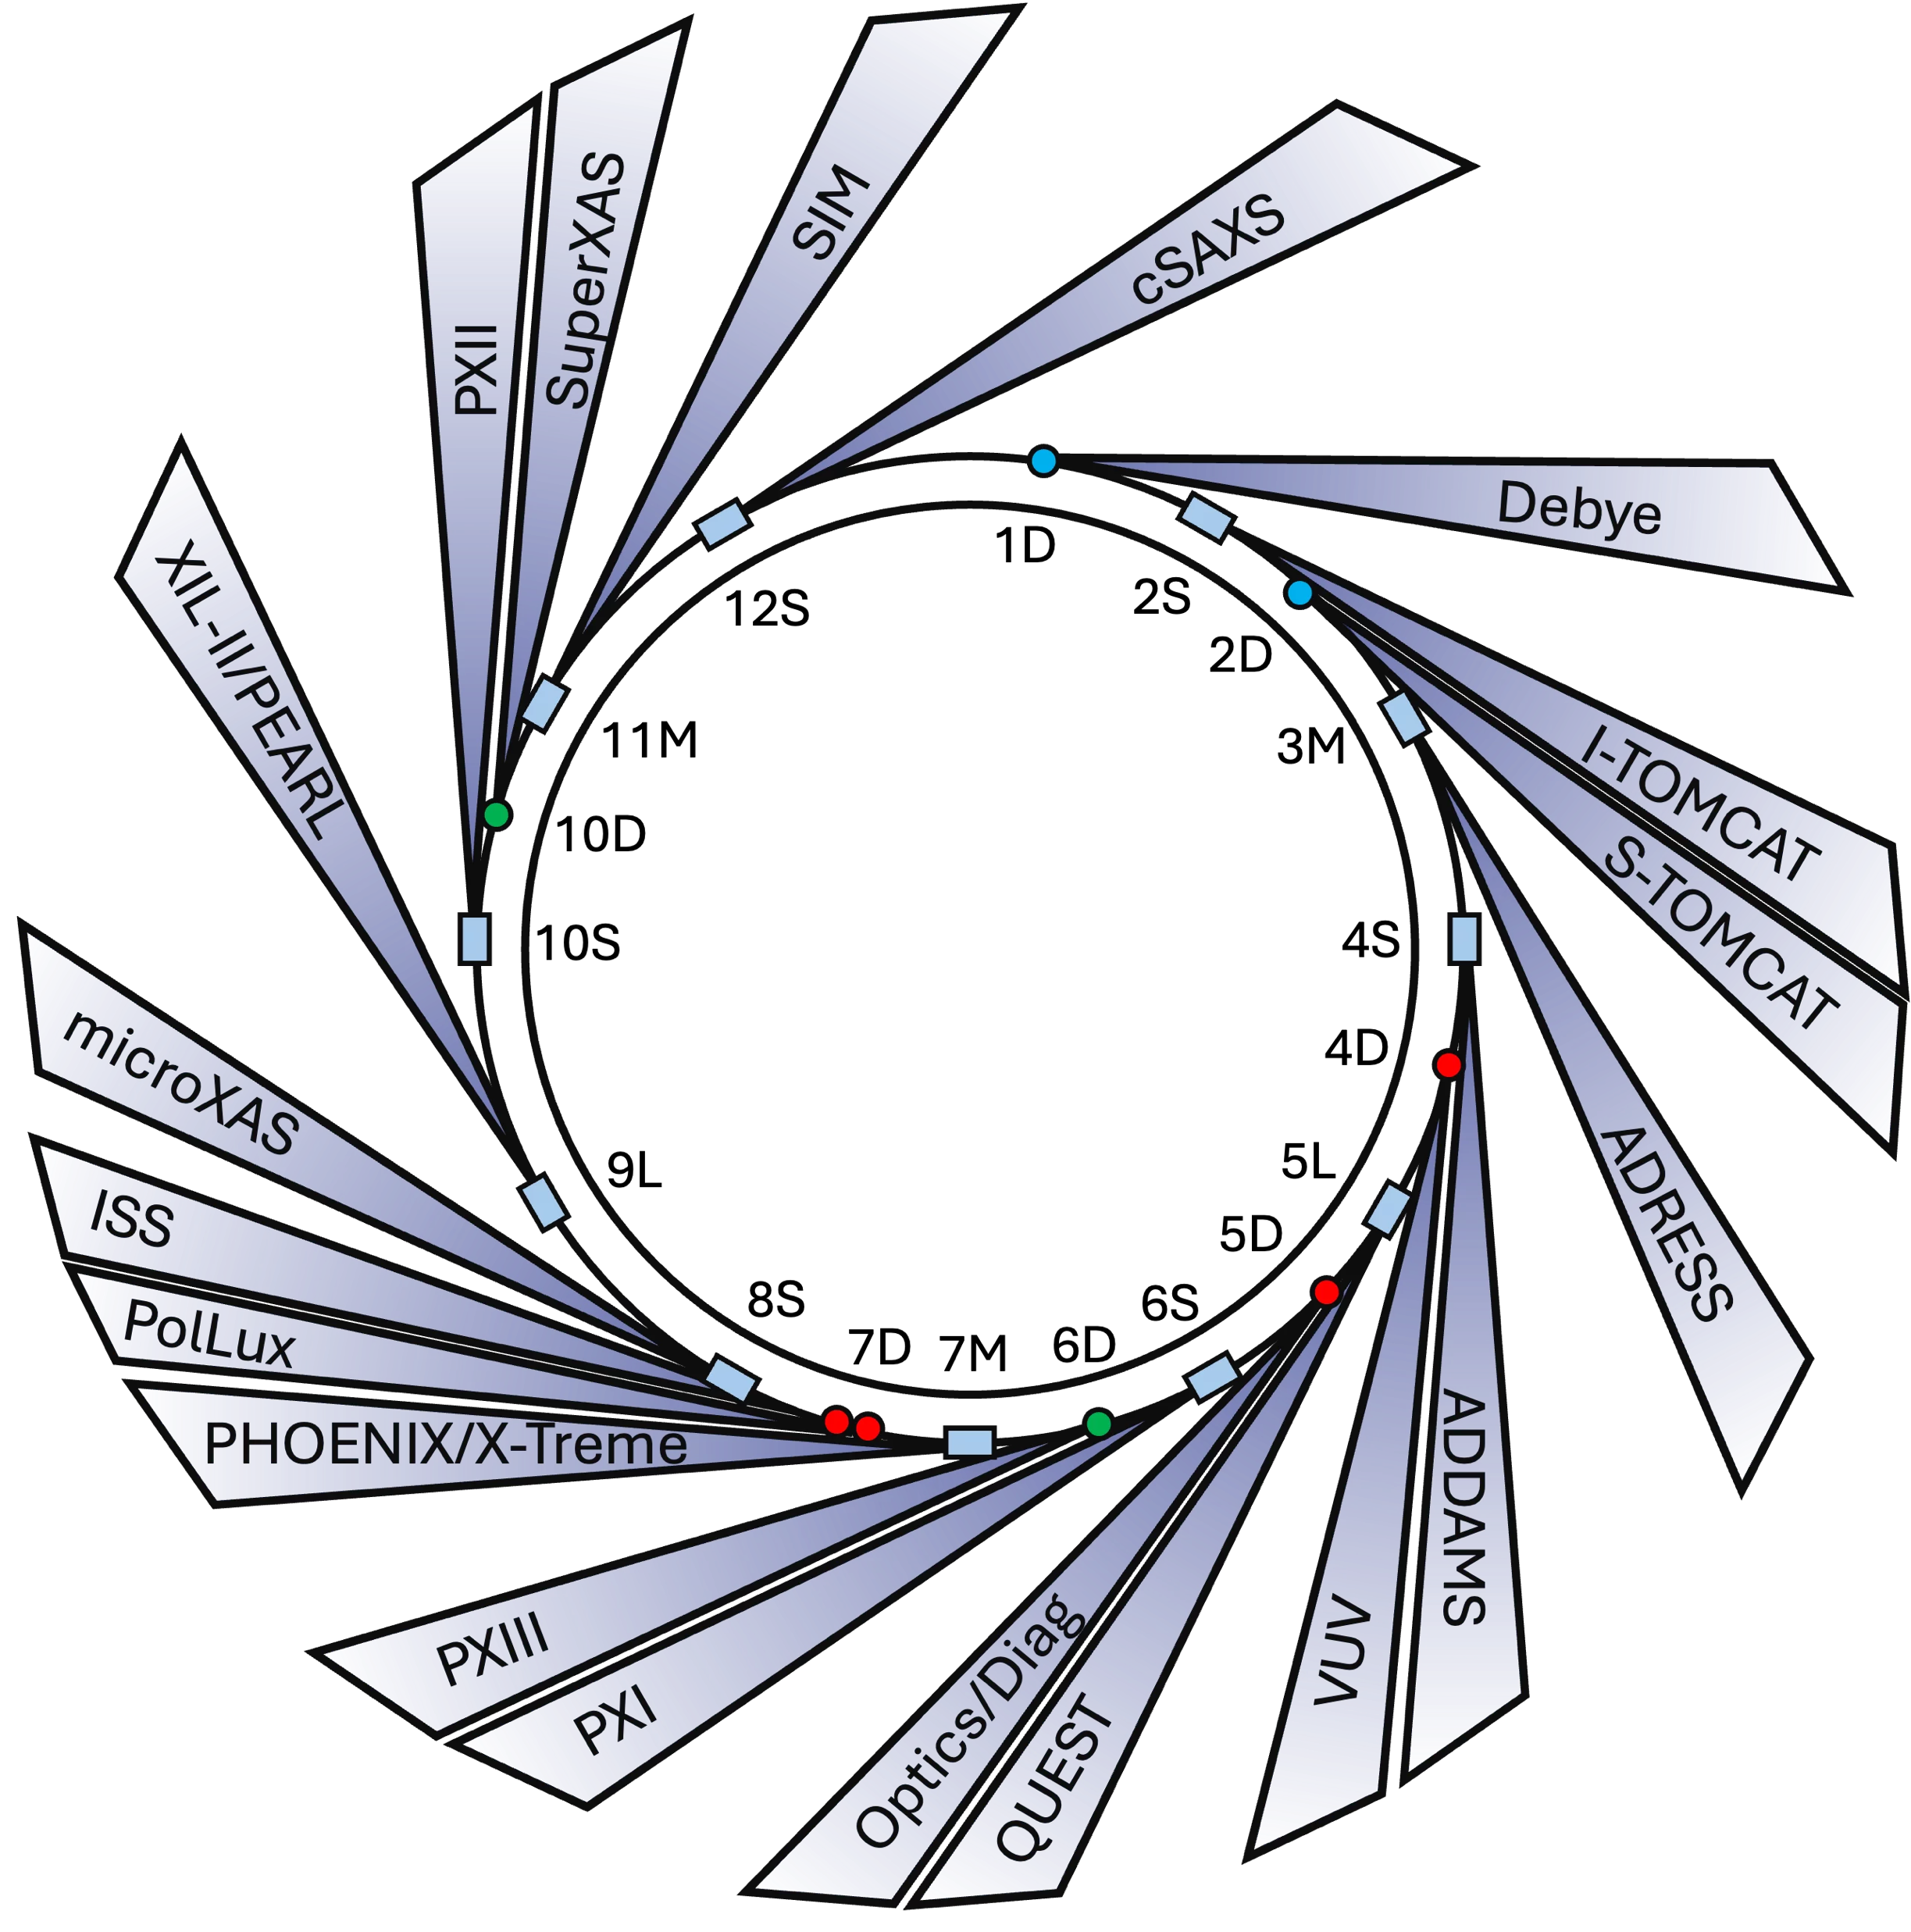 SIM
cSAXS
SuperXAS
PXII
Debye
XIL-II/PEARL
1D
12S
2S
2D
11M
3M
I-TOMCAT
S-TOMCAT
10D
10S
4S
microXAS
4D
ADRESS
ISS
9L
5L
5D
PolLux
8S
6S
7D
7M
6D
PHOENIX/X-Treme
ADDAMS
VUV
PXIII
PXI
Optics/Diag
QUEST